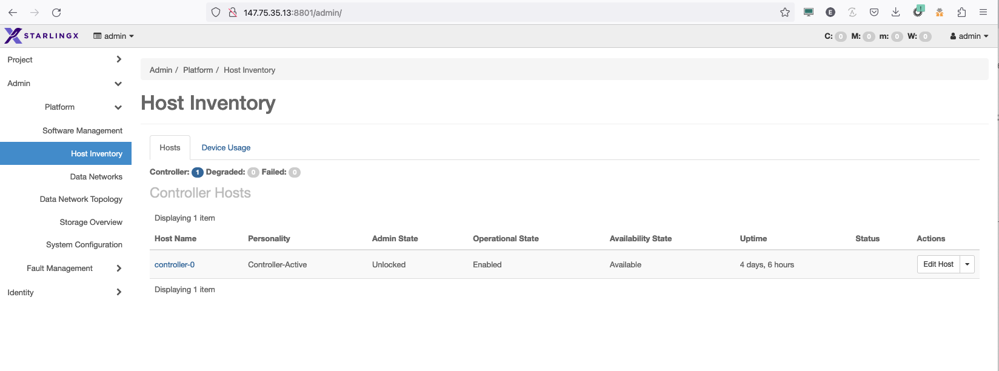 147.75.35.13:8801/admin/
STARLINGX admin C: 0 M: 0 m: 0 W: 0 admin
Project
Admin
Platform
Software Management
Host Inventory
Data Networks
Data Network Topology
Storage Overview
System Configuration
Fault Management
Identity
Admin / Platform / Host Inventory
Host Inventory
Hosts Device Usage
Controller: 1 Degraded: 0 Failed: 0
Controller Hosts
Displaying 1 item
Host Name Personality Admin State Operational State Availability State Uptime Status Actions
controller-0 Controller-Active Unlocked Enabled Available 4 days, 6 hours Edit Host
Displaying 1 item